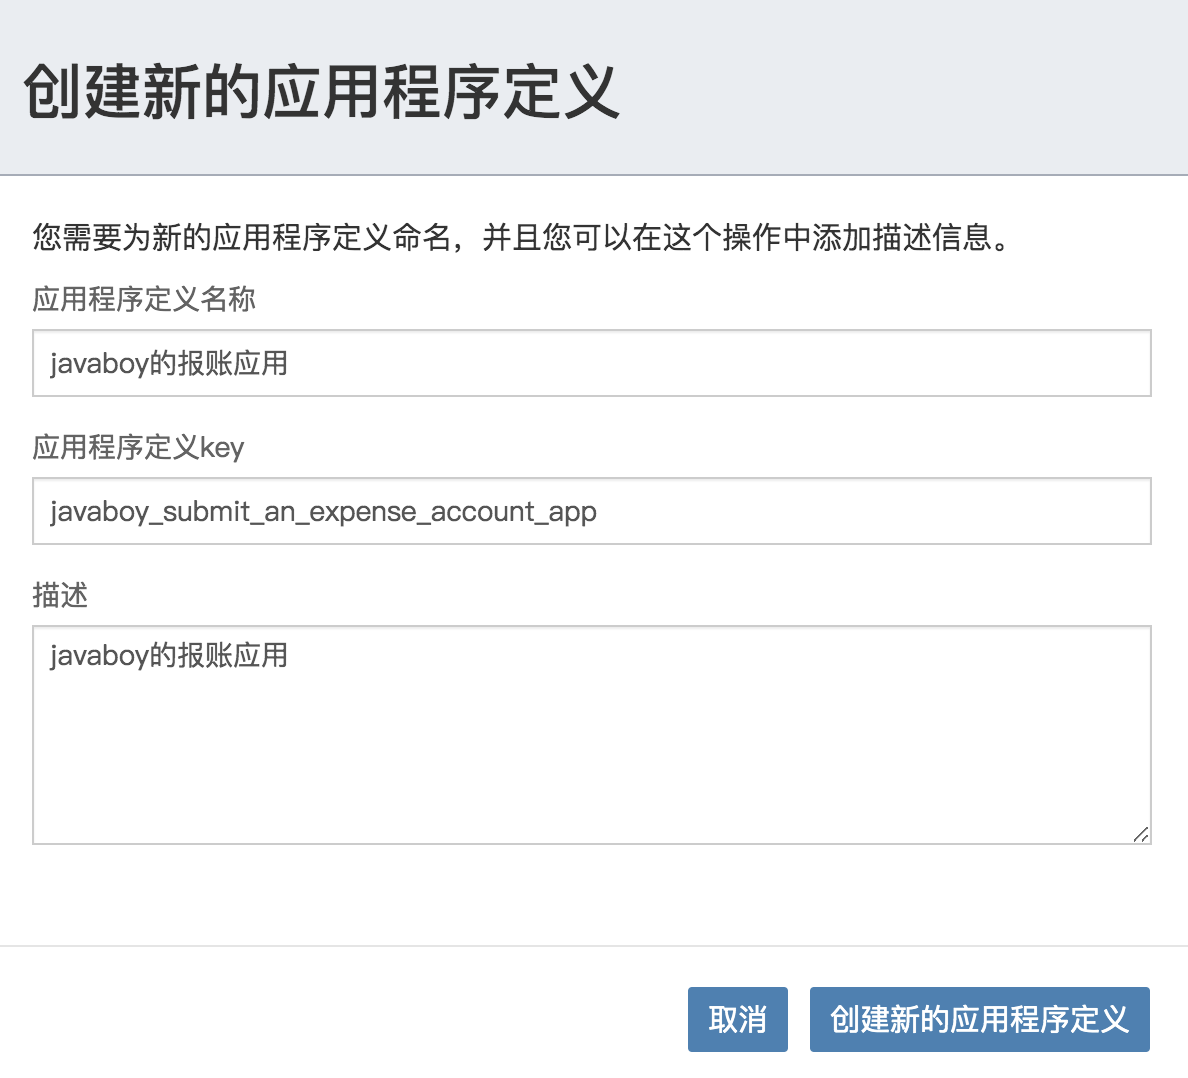 创建新的应用程序定义
您需要为新的应用程序定义命名，并且您可以在这个操作中添加描述信息。
应用程序定义名称
javaboy的报账应用
应用程序定义key
javaboy_submit_an_expense_account_app
描述
javaboy的报账应用
取消
创建新的应用程序定义